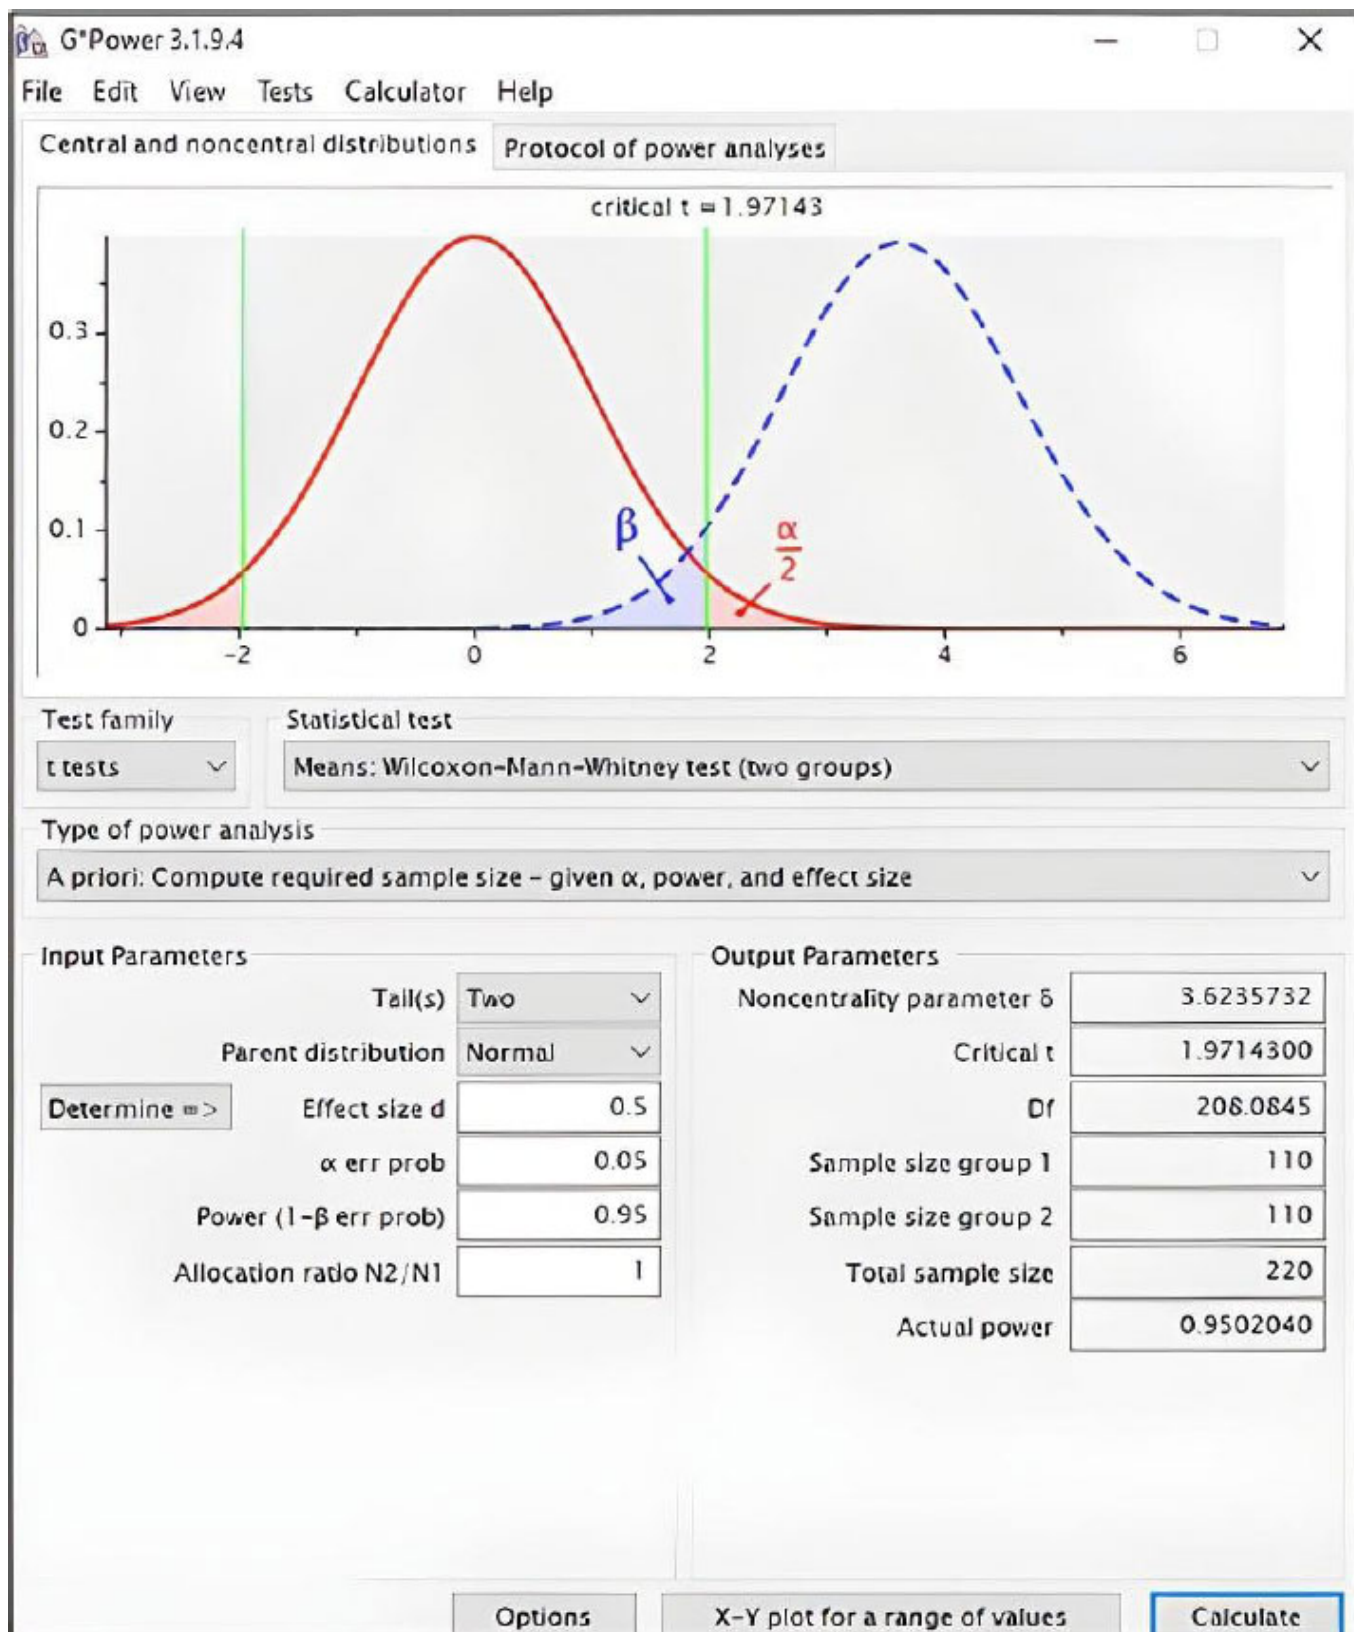 G*Power 3.1.9.4
File Edit View Tests Calculator Help
Central and noncentral distributions Protocol of power analyses
critical t = 1.97143
0.3
0.2
0.1
0
β
α
2
-2 0 2 4 6
Test family Statistical test
t tests Means: Wilcoxon-Mann-Whitney test (two groups)
Type of power analysis
A priori: Compute required sample size - given α, power, and effect size
Input Parameters Output Parameters
Tail(s) Two Noncentrality parameter δ 3.6235732
Parent distribution Normal Critical t 1.9714300
Determine => Effect size d 0.5 Df 208.0845
α err prob 0.05 Sample size group 1 110
Power (1-β err prob) 0.95 Sample size group 2 110
Allocation ratio N2/N1 1 Total sample size 220
Actual power 0.9502040
Options X-Y plot for a range of values Calculate